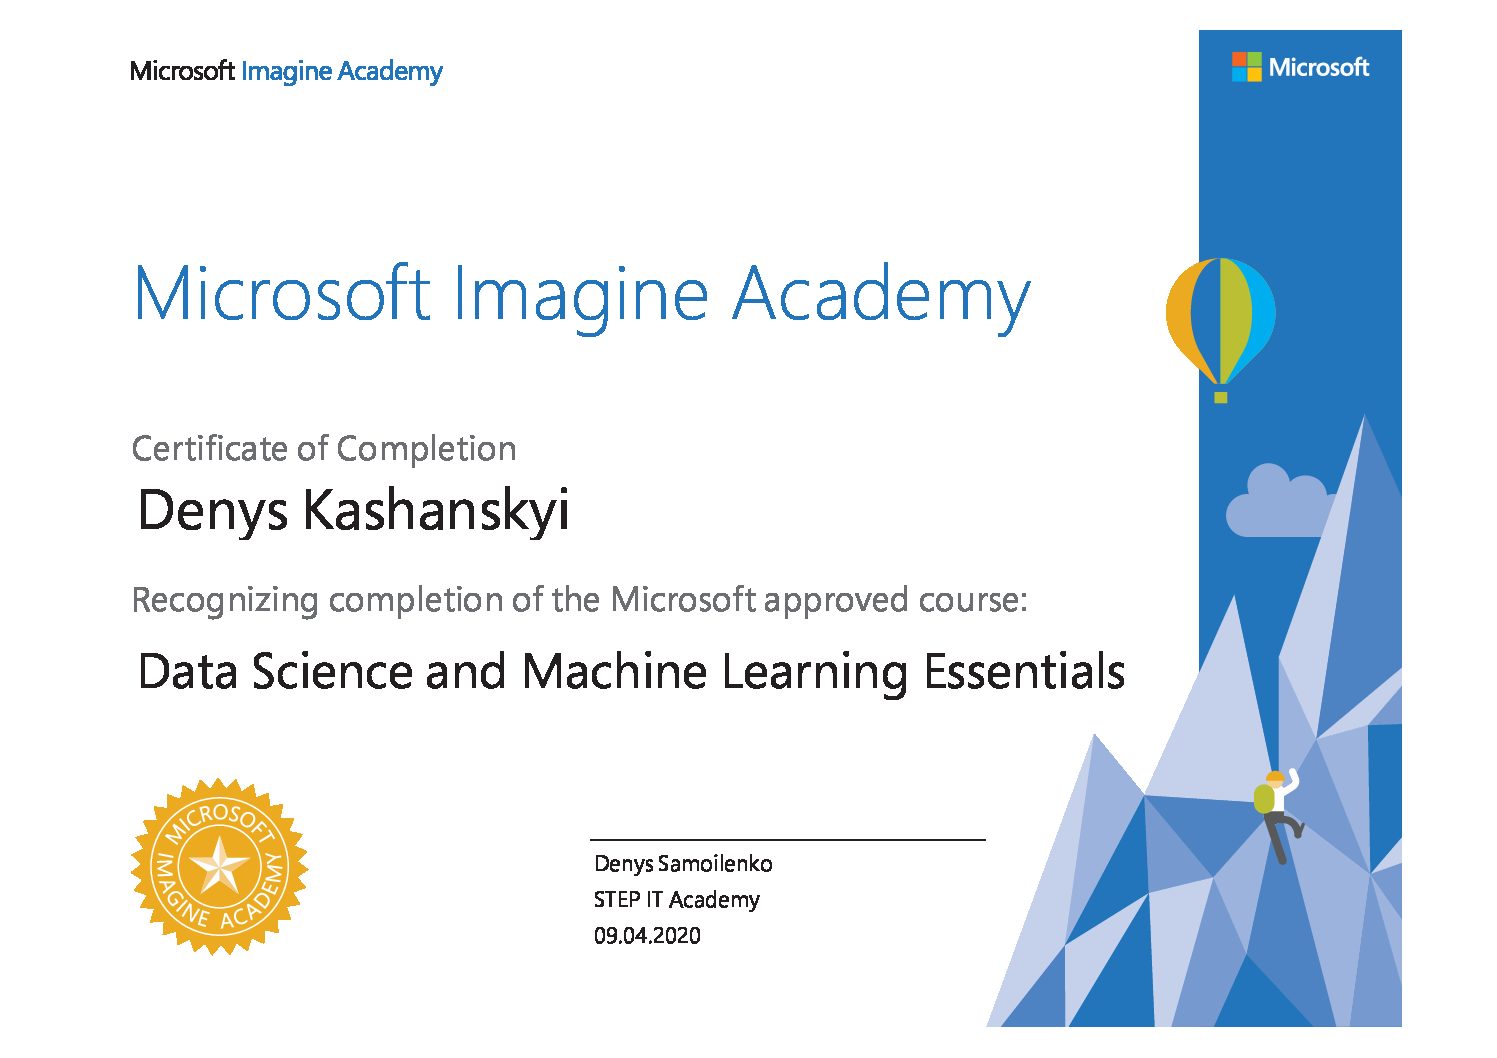 Microsoft Imagine Academy
Microsoft
Microsoft Imagine Academy
Certificate of Completion
Denys Kashanskyi
Recognizing completion of the Microsoft approved course:
Data Science and Machine Learning Essentials
MICROSOFT
IMAGINE ACADEMY
Denys Samoilenko
STEP IT Academy
09.04.2020